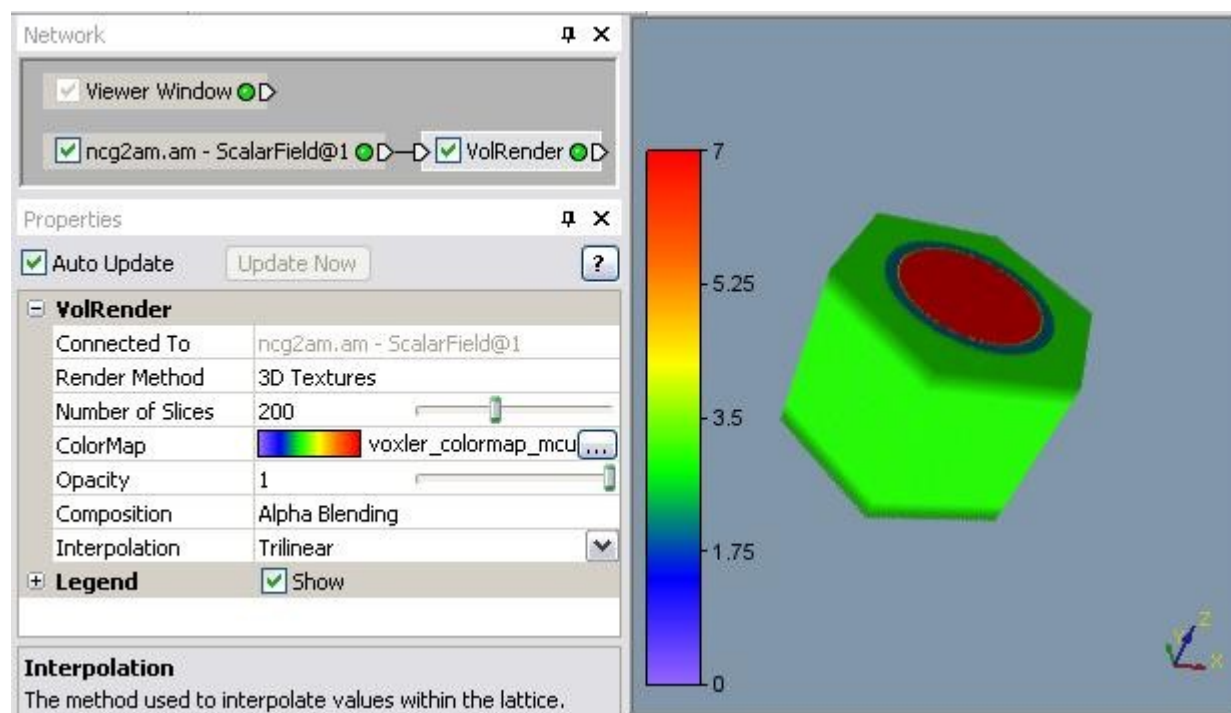 Network
Viewer Window
ncg2am.am - ScalarField@1 VolRender
Properties
Auto Update Update Now ?
VolRender
Connected To ncg2am.am - ScalarField@1
Render Method 3D Textures
Number of Slices 200
ColorMap voxler_colormap_mcu ...
Opacity 1
Composition Alpha Blending
Interpolation Trilinear
Legend Show
Interpolation
The method used to interpolate values within the lattice.
7
5.25
3.5
1.75
0
Z
Y
X